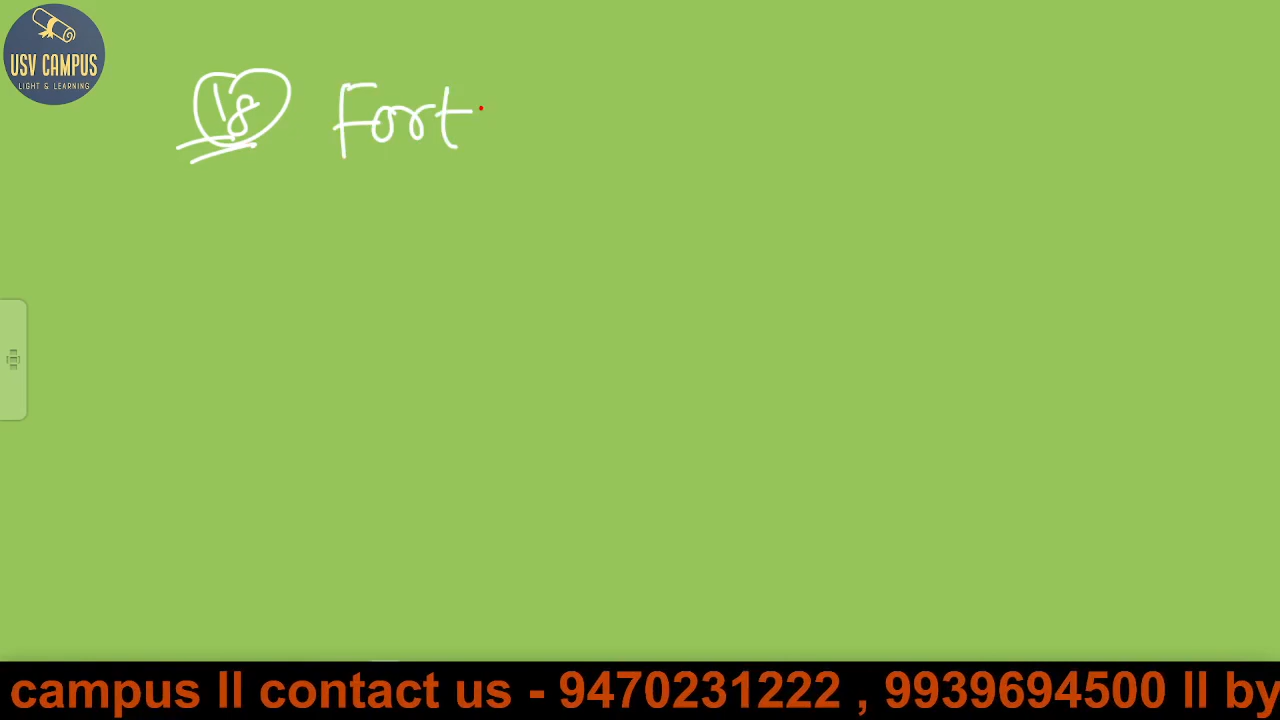 USV CAMPUS
LIGHT & LEARNING
18 Fort
campus ll contact us - 9470231222 , 9939694500 ll by